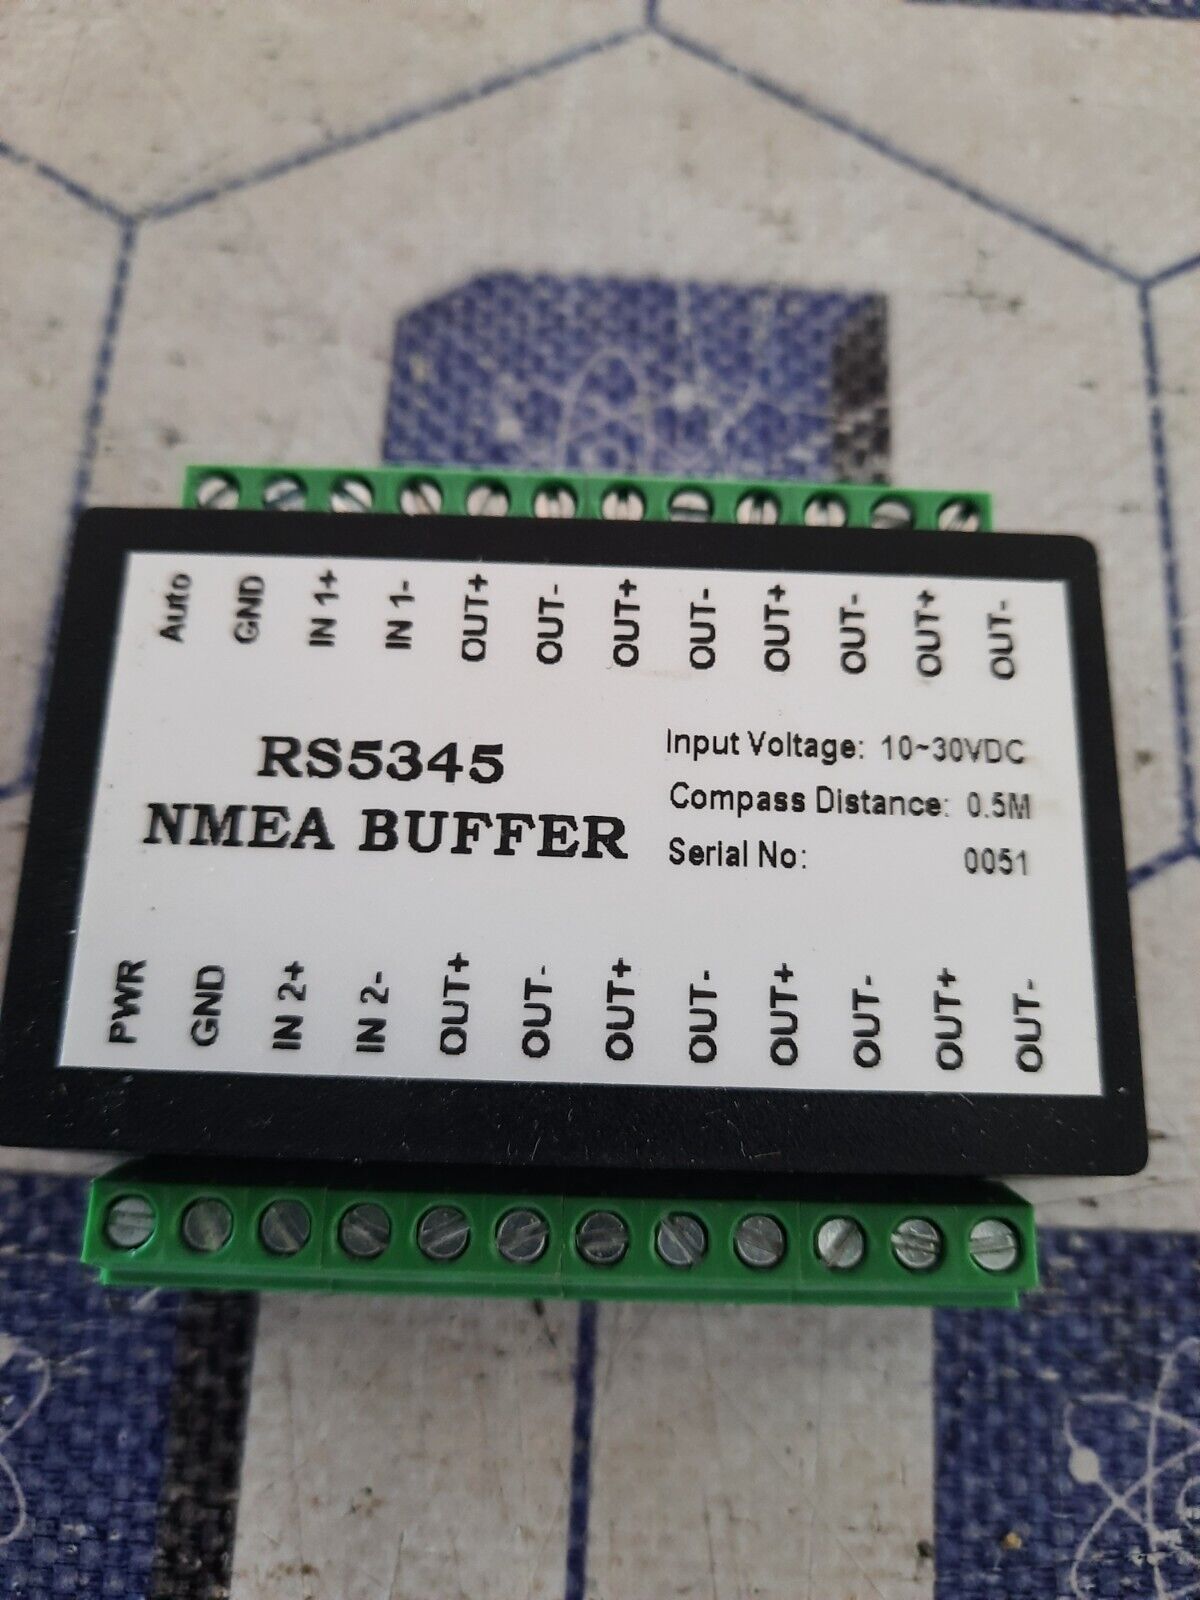 Auto GND IN 1+ IN 1- OUT+ OUT- OUT+ OUT- OUT+ OUT- OUT+ OUT-
RS5345
NMEA BUFFER
Input Voltage: 10~30VDC
Compass Distance: 0.5M
Serial No: 0051
PWR GND IN 2+ IN 2- OUT+ OUT- OUT+ OUT- OUT+ OUT- OUT+ OUT-